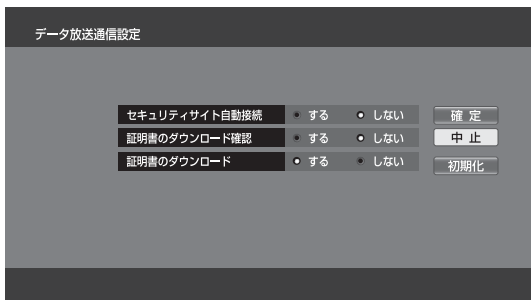 データ放送通信設定
セキュリティサイト自動接続 する しない 確定
証明書のダウンロード確認 する しない 中止
証明書のダウンロード する しない 初期化